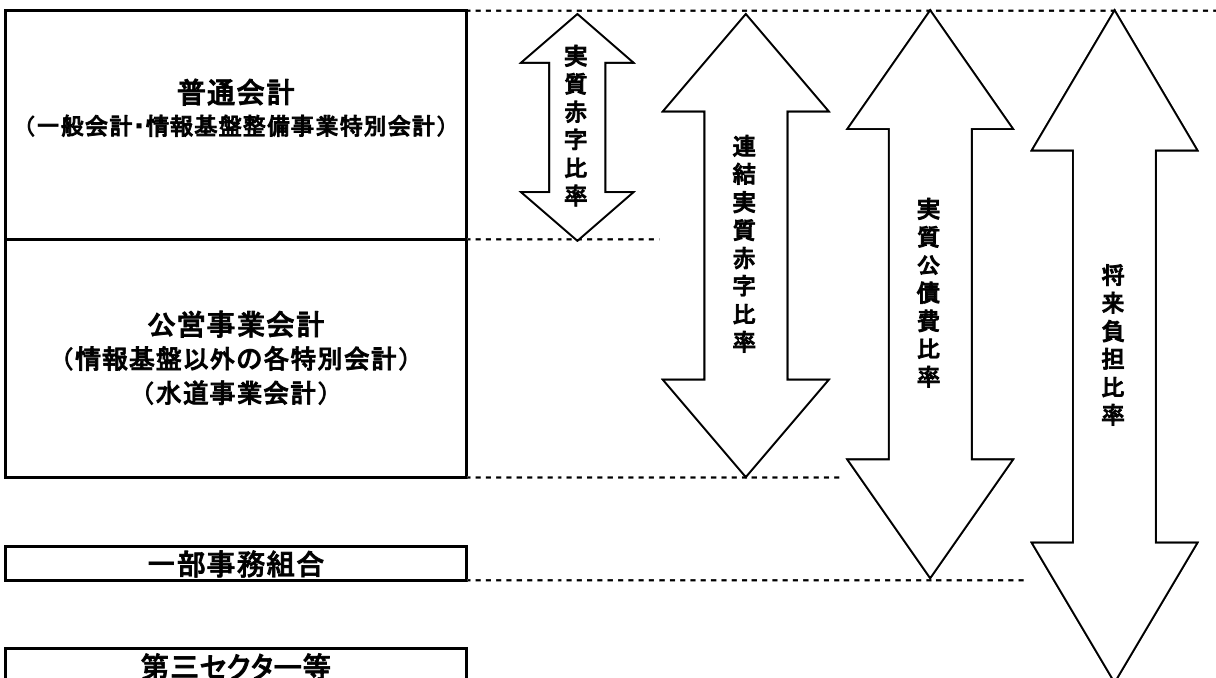 普通会計
（一般会計・情報基盤整備事業特別会計）
公営事業会計
（情報基盤以外の各特別会計）
（水道事業会計）
一部事務組合
第三セクター等
実質赤字比率
連結実質赤字比率
実質公債費比率
将来負担比率